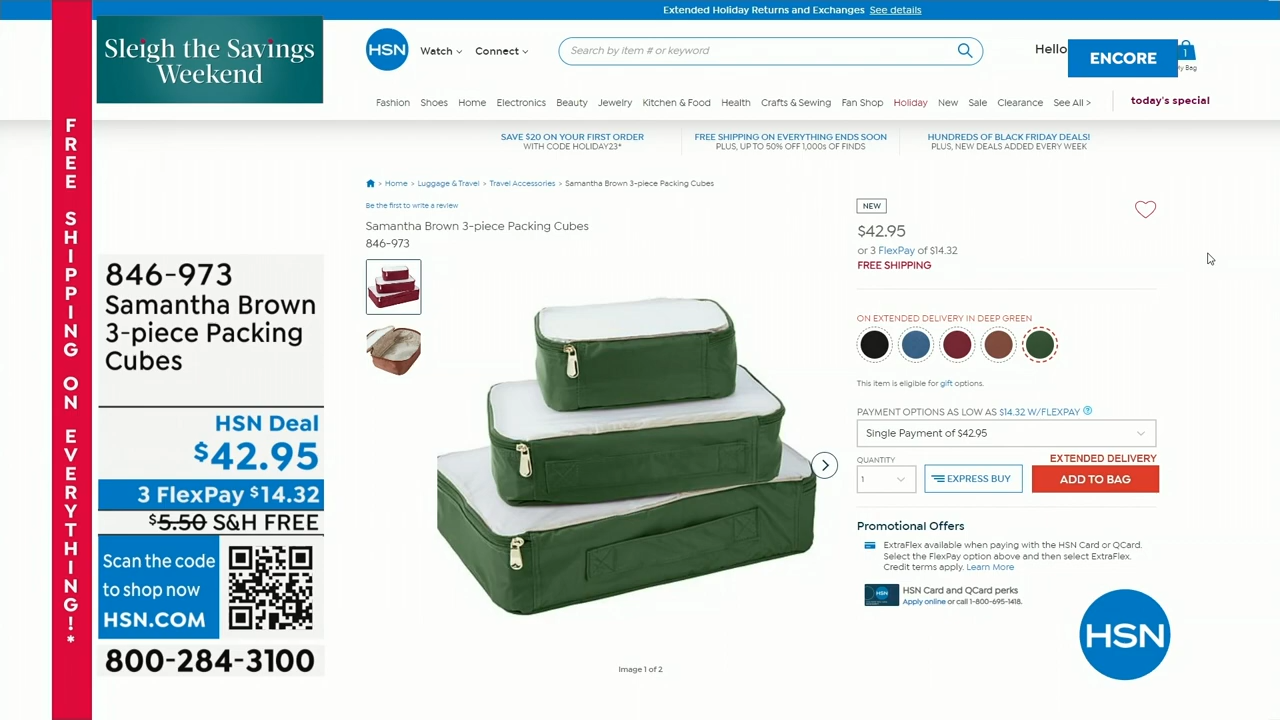 Extended Holiday Returns and Exchanges See details
Sleigh the Savings
Weekend
HSN
Watch
Connect
Search by item # or keyword
Hello
ENCORE
1
Fashion Shoes Home Electronics Beauty Jewelry Kitchen & Food Health Crafts & Sewing Fan Shop Holiday New Sale Clearance See All > today's special
SAVE $20 ON YOUR FIRST ORDER
WITH CODE HOLIDAY23*
FREE SHIPPING ON EVERYTHING ENDS SOON
PLUS, UP TO 50% OFF 1,000s OF FINDS
HUNDREDS OF BLACK FRIDAY DEALS!
PLUS, NEW DEALS ADDED EVERY WEEK
FREE SHIPPING ON EVERYTHING!*
> Home > Luggage & Travel > Travel Accessories > Samantha Brown 3-piece Packing Cubes
Be the first to write a review
Samantha Brown 3-piece Packing Cubes
846-973
846-973
Samantha Brown
3-piece Packing
Cubes
HSN Deal
$42.95
3 FlexPay $14.32
$5.50 S&H FREE
Scan the code
to shop now
HSN.COM
800-284-3100
Image 1 of 2
NEW
$42.95
or 3 FlexPay of $14.32
FREE SHIPPING
ON EXTENDED DELIVERY IN DEEP GREEN
This item is eligible for gift options.
PAYMENT OPTIONS AS LOW AS $14.32 W/FLEXPAY
Single Payment of $42.95
QUANTITY
EXTENDED DELIVERY
1
EXPRESS BUY
ADD TO BAG
Promotional Offers
ExtraFlex available when paying with the HSN Card or QCard.
Select the FlexPay option above and then select ExtraFlex.
Credit terms apply. Learn More
HSN
HSN Card and QCard perks
Apply online or call 1-800-695-1418.
HSN